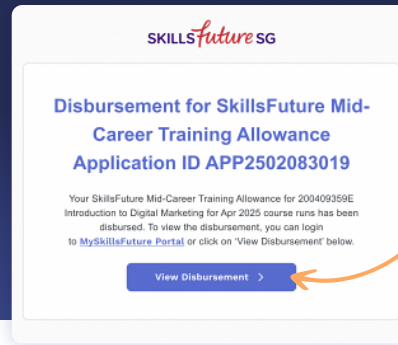 SKILLSfuture SG
Disbursement for SkillsFuture Mid-
Career Training Allowance
Application ID APP2502083019
Your SkillsFuture Mid-Career Training Allowance for 200409359E
Introduction to Digital Marketing for Apr 2025 course runs has been
disbursed. To view the disbursement, you can login
to MySkillsFuture Portal or click on 'View Disbursement' below.
View Disbursement >